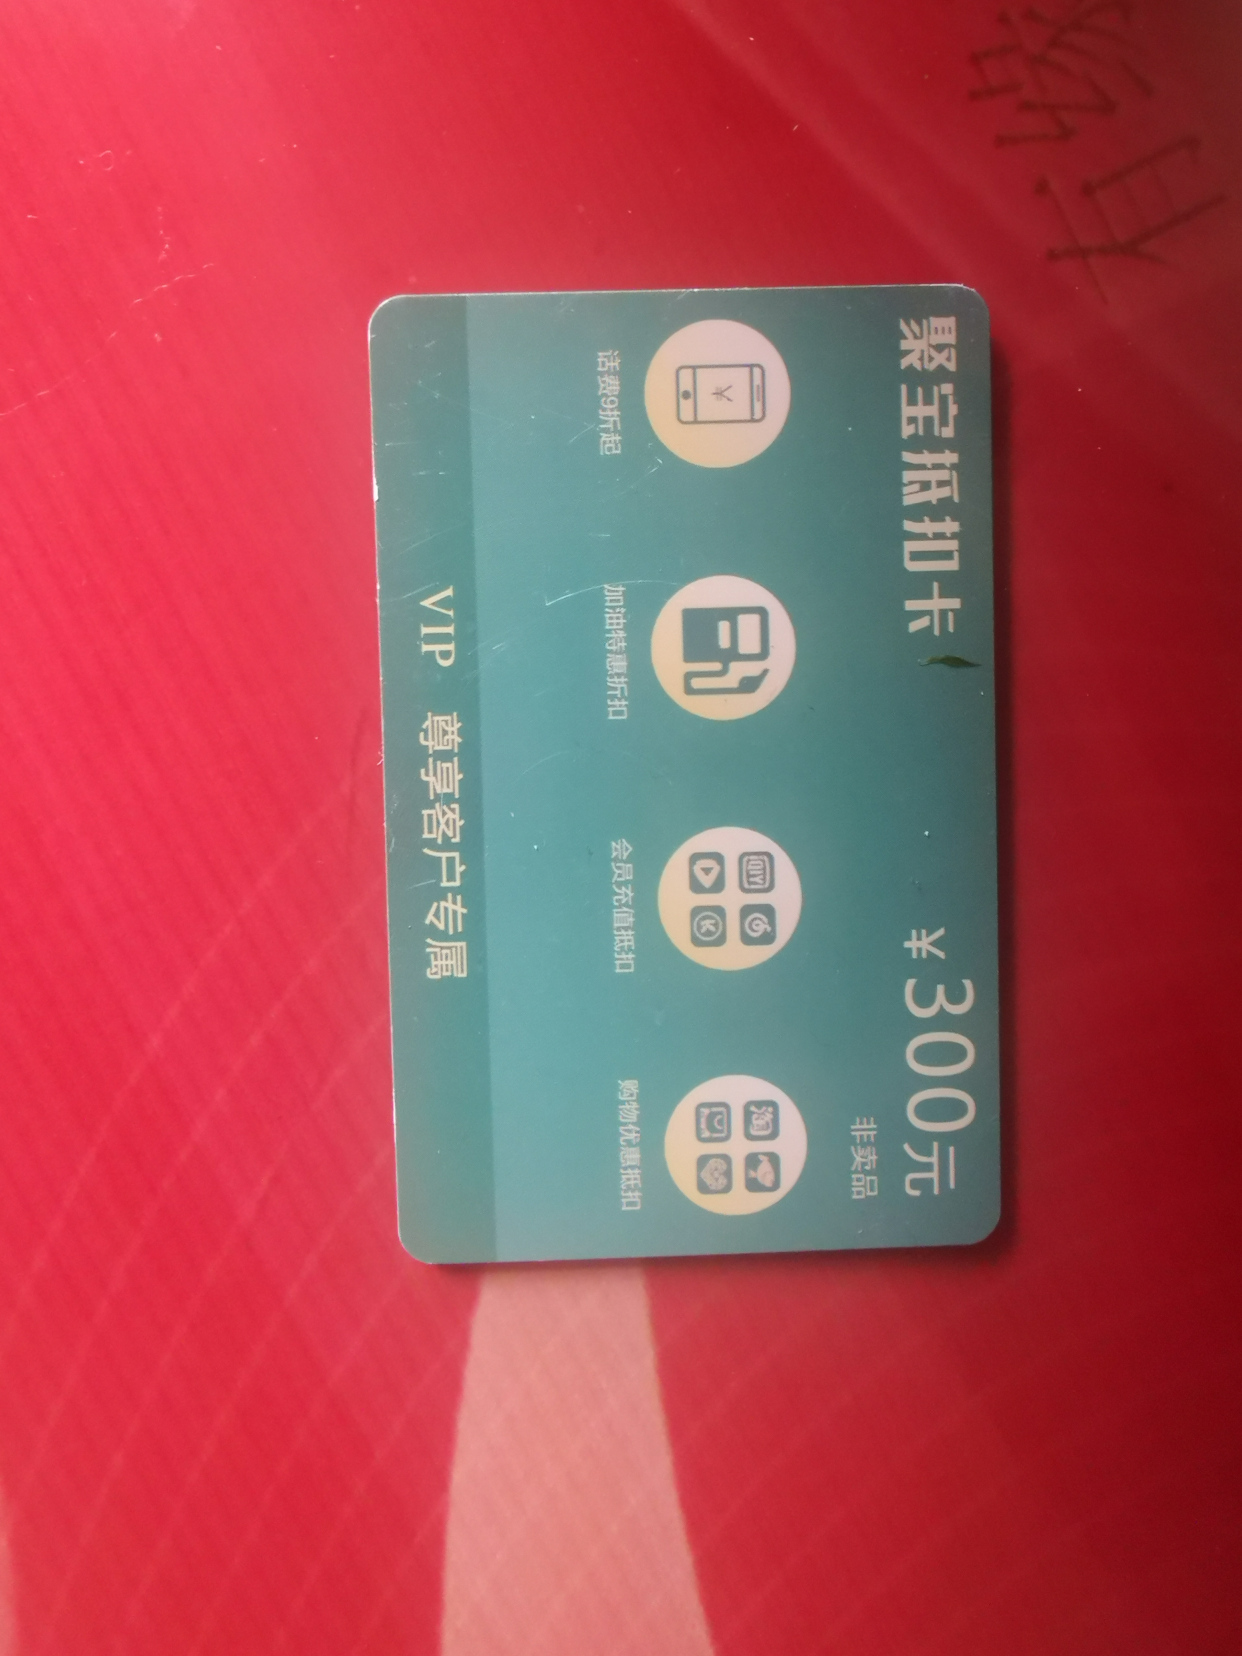 聚宝抵扣卡
¥300元
非卖品
iQIYI
淘
话费9折起
加油特惠折扣
会员充值抵扣
购物优惠抵扣
VIP 尊享客户专属